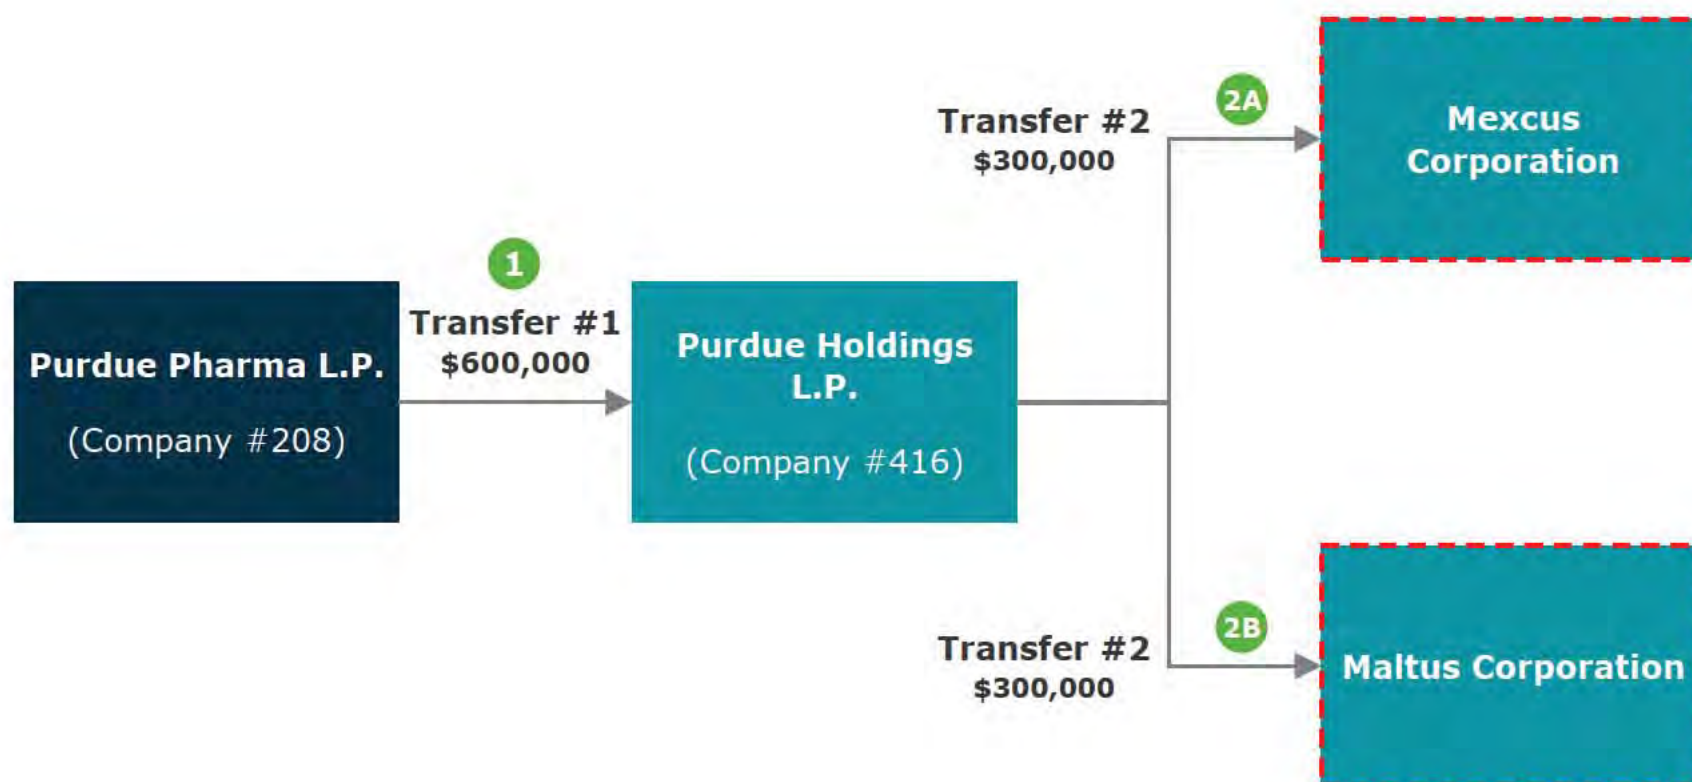 Purdue Pharma L.P.
(Company #208)
1
Transfer #1
$600,000
Purdue Holdings
L.P.
(Company #416)
Transfer #2
$300,000
2A
Mexcus
Corporation
Transfer #2
$300,000
2B
Maltus Corporation